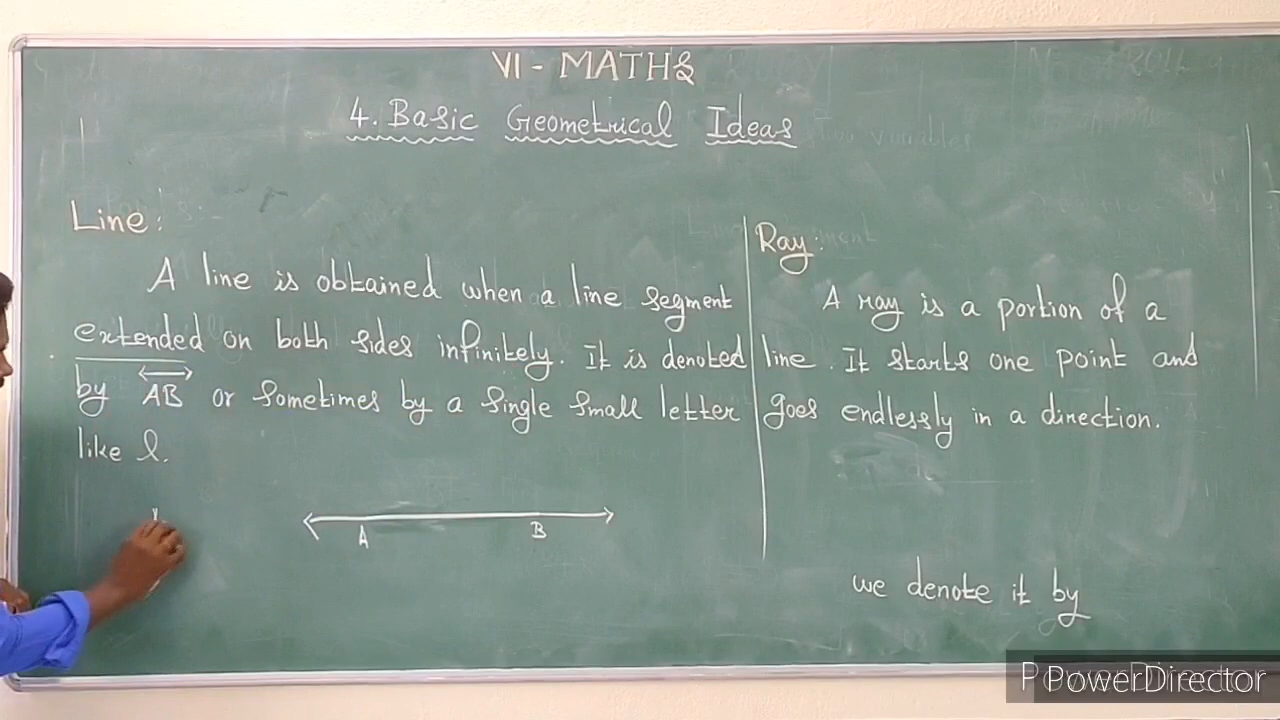 VI - MATHS
4. Basic Geometrical Ideas
Line:
A line is obtained when a line segment
extended on both sides infinitely. It is denoted
by AB or sometimes by a single small letter
like l.
A B
Ray:
A ray is a portion of a
line. It starts one point and
goes endlessly in a direction.
we denote it by
PowerDirector